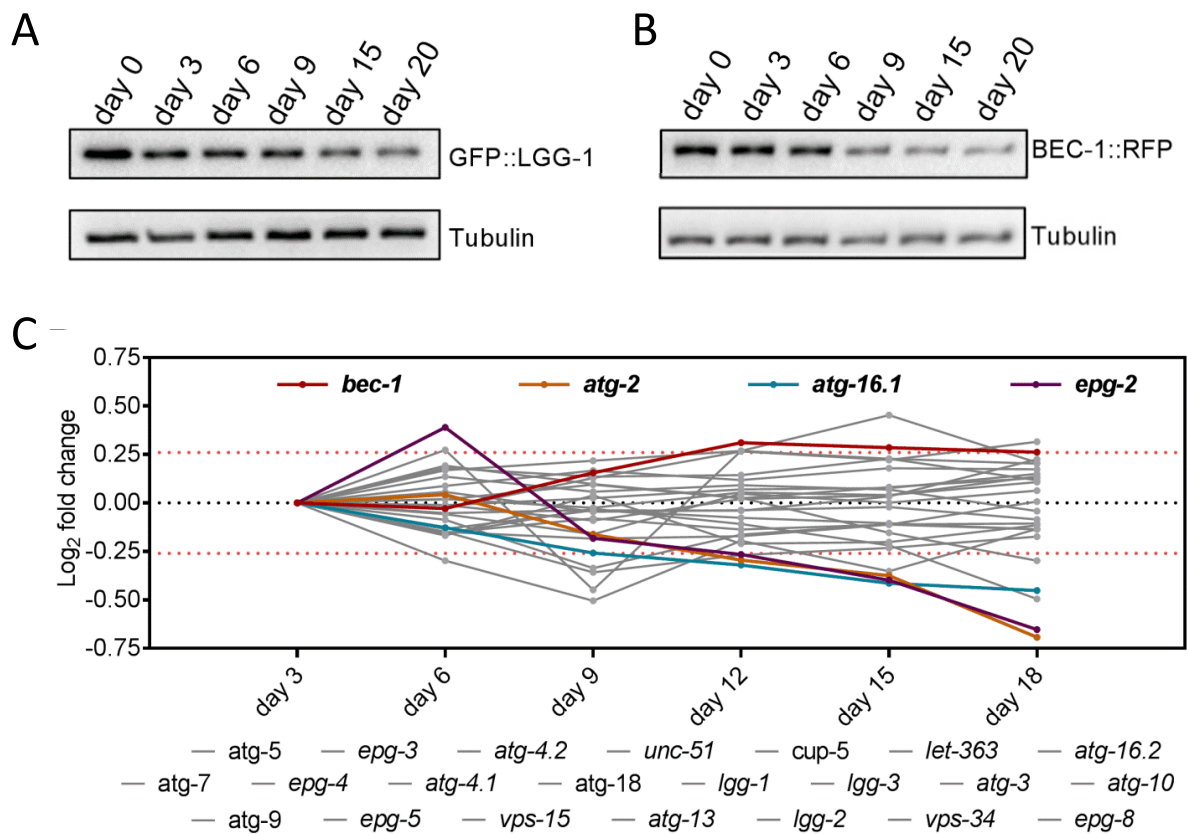 A
day 0 day 3 day 6 day 9 day 15 day 20
GFP::LGG-1
Tubulin
B
day 0 day 3 day 6 day 9 day 15 day 20
BEC-1::RFP
Tubulin
C
Log2 fold change
0.75
0.50
0.25
0.00
-0.25
-0.50
-0.75
bec-1 atg-2 atg-16.1 epg-2
day 3 day 6 day 9 day 12 day 15 day 18
atg-5 epg-3 atg-4.2 unc-51 cup-5 let-363 atg-16.2
atg-7 epg-4 atg-4.1 atg-18 lgg-1 lgg-3 atg-3 atg-10
atg-9 epg-5 vps-15 atg-13 lgg-2 vps-34 epg-8